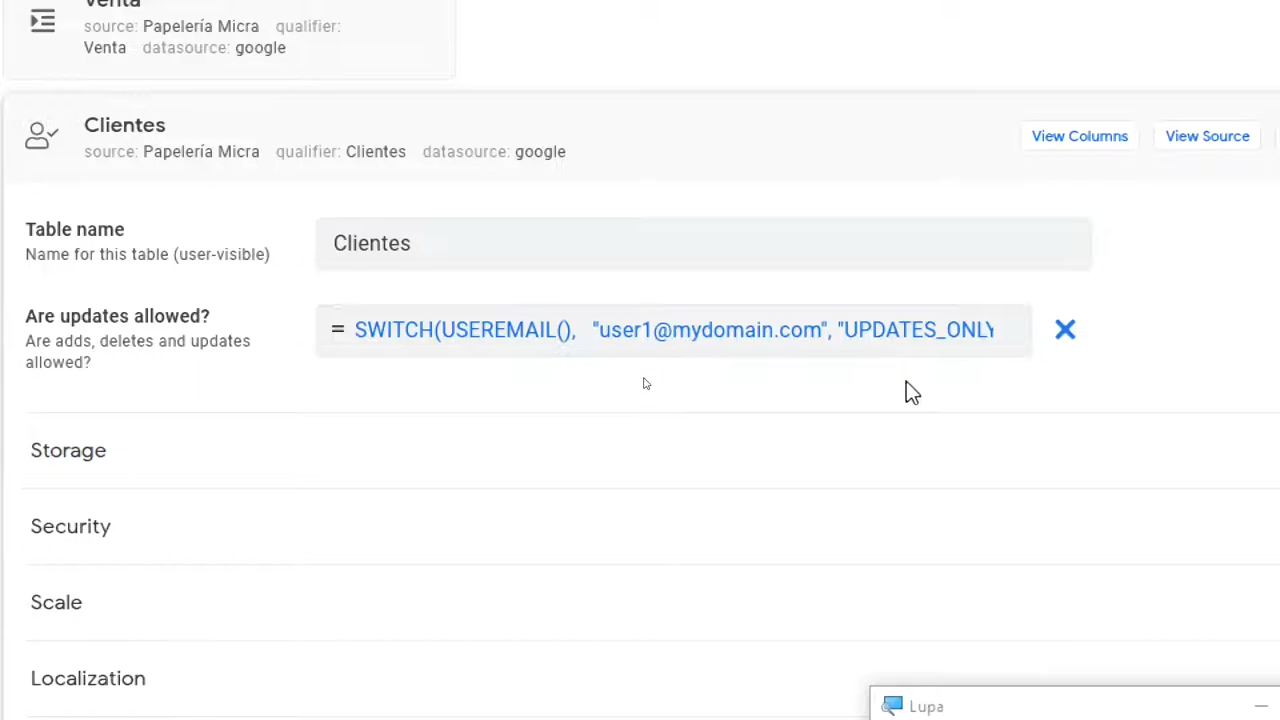 Venta
source: Papelería Micra qualifier:
Venta datasource: google
Clientes
source: Papelería Micra qualifier: Clientes datasource: google
View Columns
View Source
Table name
Name for this table (user-visible)
Clientes
Are updates allowed?
Are adds, deletes and updates
allowed?
= SWITCH(USEREMAIL(), "user1@mydomain.com", "UPDATES_ONLY
Storage
Security
Scale
Localization
Lupa